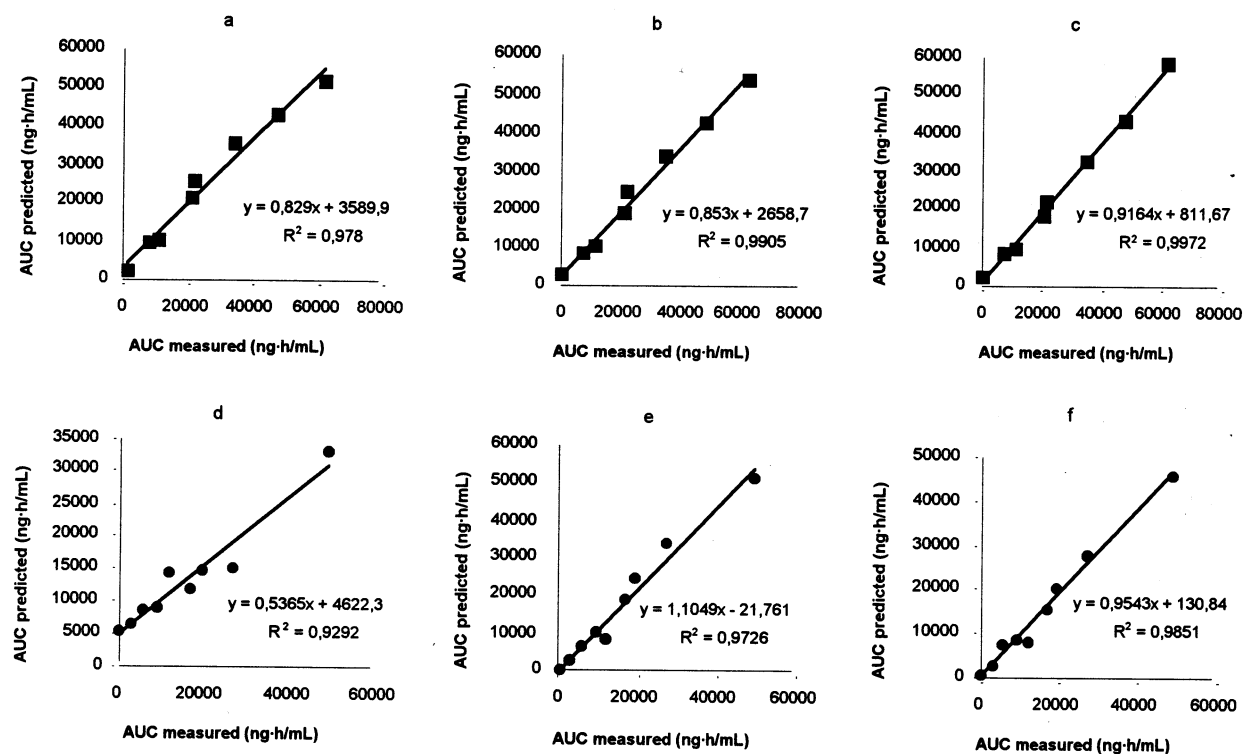 a
60000
50000
40000
30000
20000
10000
0
AUC predicted (ng·h/mL)
y = 0,829x + 3589,9
R² = 0,978
0 20000 40000 60000 80000
AUC measured (ng·h/mL)
b
60000
50000
40000
30000
20000
10000
0
AUC predicted (ng·h/mL)
y = 0,853x + 2658,7
R² = 0,9905
0 20000 40000 60000 80000
AUC measured (ng·h/mL)
c
60000
50000
40000
30000
20000
10000
0
AUC predicted (ng·h/mL)
y = 0,9164x + 811,67
R² = 0,9972
0 20000 40000 60000 80000
AUC measured (ng·h/mL)
d
35000
30000
25000
20000
15000
10000
5000
0
AUC predicted (ng·h/mL)
y = 0,5365x + 4622,3
R² = 0,9292
0 20000 40000 60000
AUC measured (ng·h/mL)
e
60000
50000
40000
30000
20000
10000
0
AUC predicted (ng·h/mL)
y = 1,1049x - 21,761
R² = 0,9726
0 20000 40000 60000
AUC measured (ng·h/mL)
f
50000
40000
30000
20000
10000
0
AUC predicted (ng·h/mL)
y = 0,9543x + 130,84
R² = 0,9851
0 20000 40000 60000
AUC measured (ng·h/mL)